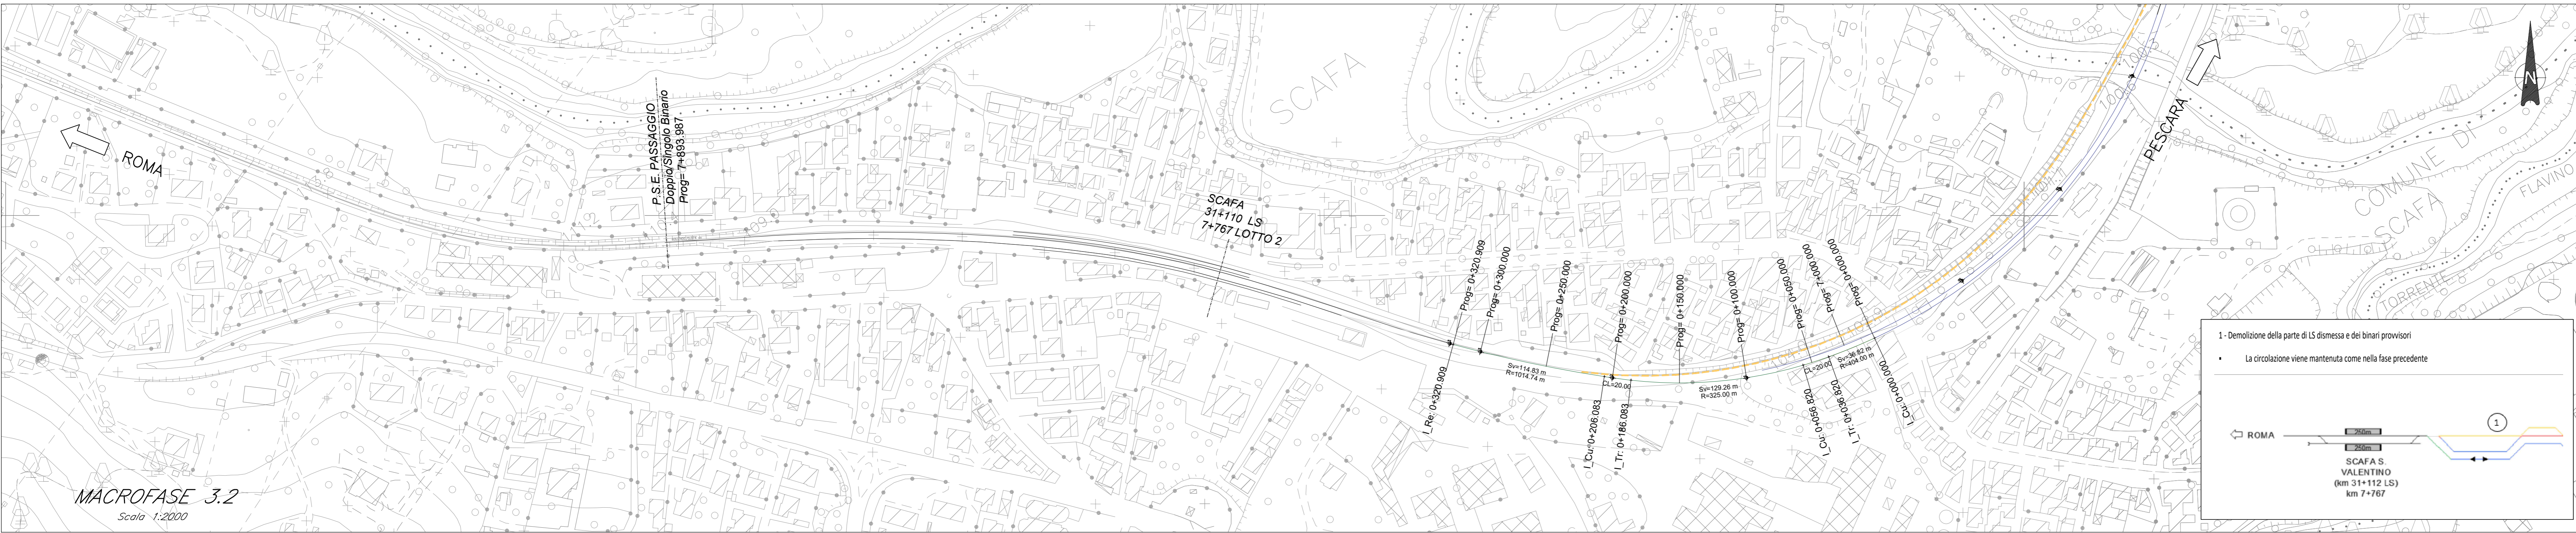 ROMA
P.S.E. PASSAGGIO
Doppio/Singolo Binario
Prog= 7+893.987
SCAFA
SCAFA
31+110 LS
7+767 LOTTO 2
Prog= 0+320.909
Prog= 0+300.000
Prog= 0+250.000
Prog= 0+200.000
Prog= 0+150.000
Prog= 0+100.000
Prog= 0+050.000
Prog= 7+000.000
Prog= 0+000.000
I_Re: 0+320.909
Sv=114.83 m
R=1014.74 m
CL=20.00
I_Cu: 0+206.083
I_Tr: 0+186.083
Sv=129.26 m
R=325.00 m
CL=20.00
I_Cu: 0+056.820
I_Tr: 0+036.820
Sv=36.82 m
R=404.00 m
I_Cu: 0+000.000
PESCARA
N
COMUNE DI
SCAFA
FLAVINO
TORRENTE
1 - Demolizione della parte di LS dismessa e dei binari provvisori
• La circolazione viene mantenuta come nella fase precedente
1
ROMA
250m
250m
SCAFA S.
VALENTINO
(km 31+112 LS)
km 7+767
MACROFASE 3.2
Scala 1:2000